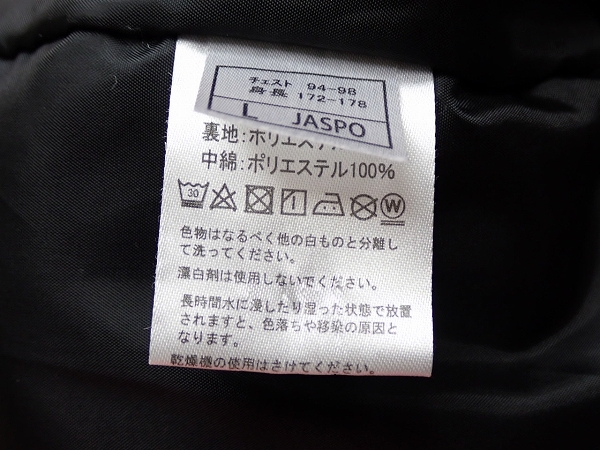 チェスト 94-98
身長 172-178
L JASPO
裏地:ポリエステル
中綿:ポリエステル100%
30
W
色物はなるべく他の白ものと分離し
て洗ってください。
漂白剤は使用しないでください。
長時間水に浸したり湿った状態で放置
されますと、色落ちや移染の原因と
なります。
乾燥機の使用はさけてください。